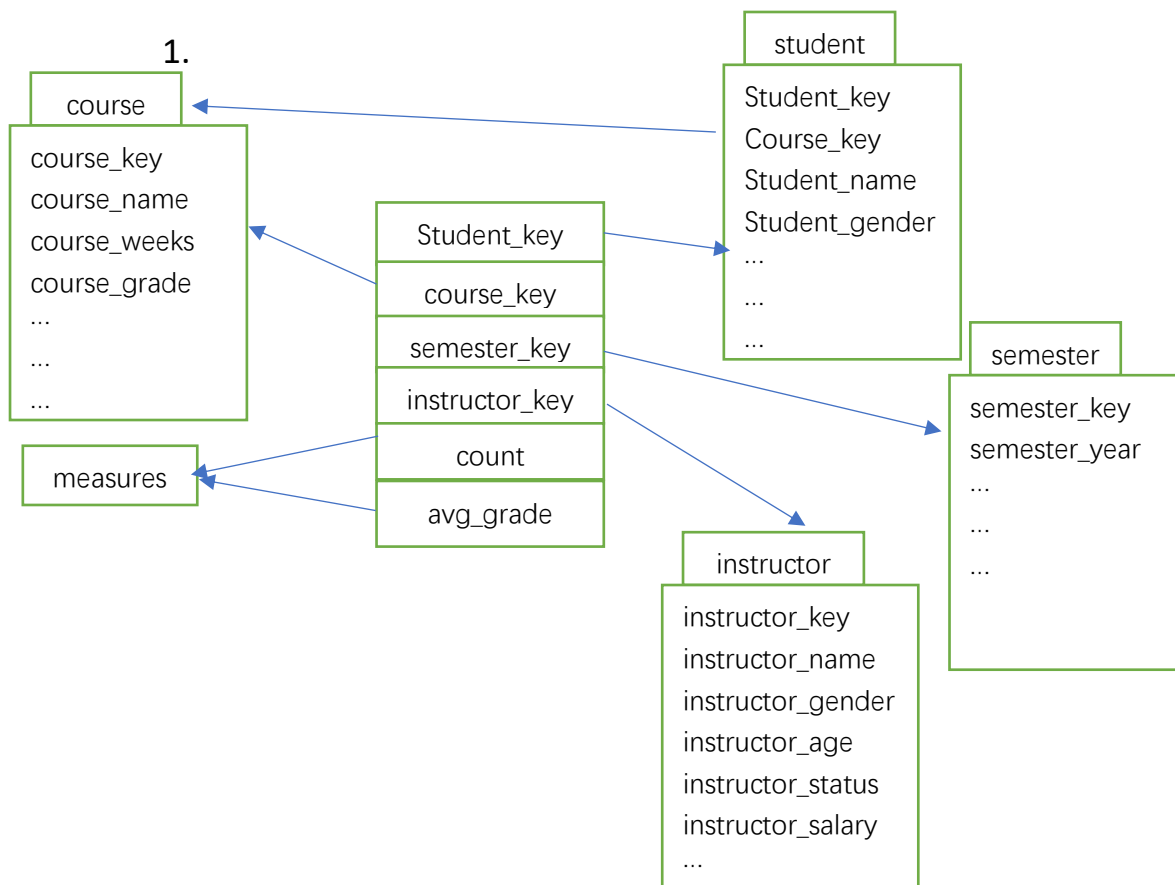 1.
course
course_key
course_name
course_weeks
course_grade
...
...
...
measures
Student_key
course_key
semester_key
instructor_key
count
avg_grade
student
Student_key
Course_key
Student_name
Student_gender
...
...
...
semester
semester_key
semester_year
...
...
...
instructor
instructor_key
instructor_name
instructor_gender
instructor_age
instructor_status
instructor_salary
...